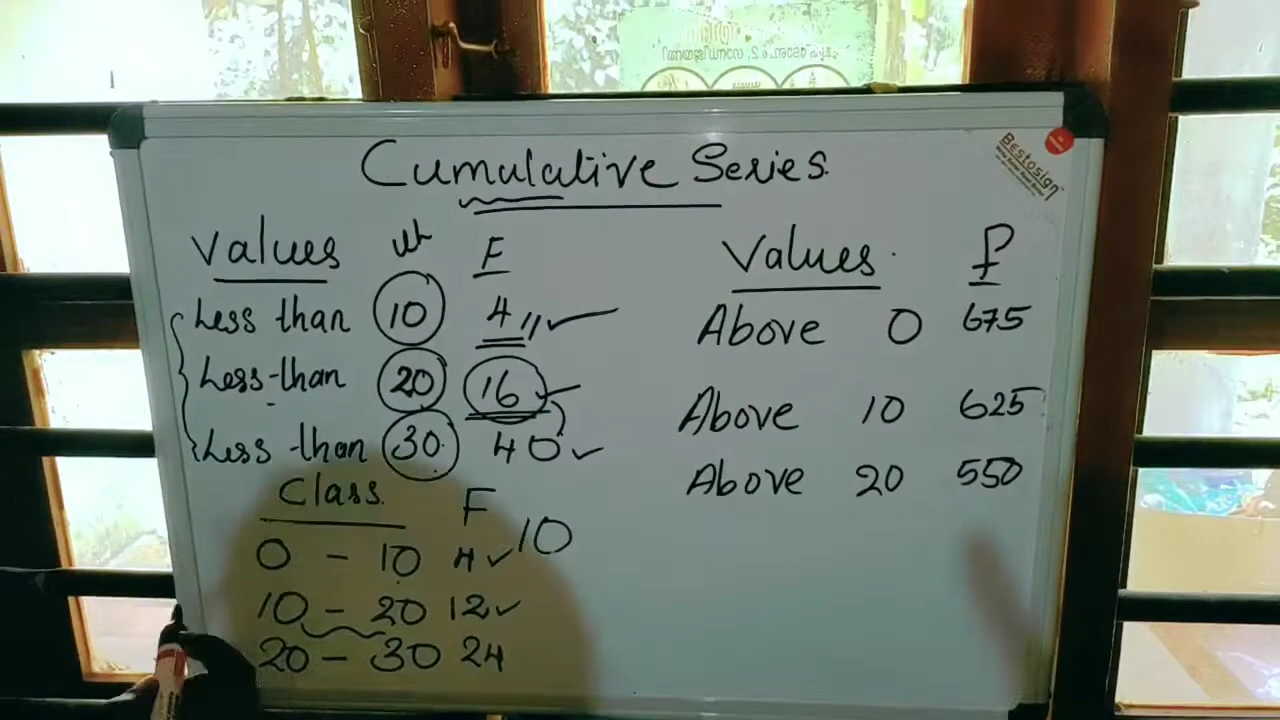 Cumulative Series.
Bestosign
Values ut F
Less than 10 4
Less than 20 16
Less than 30 40
Class F
10
0 - 10 4
10 - 20 12
20 - 30 24
Values f
Above 0 675
Above 10 625
Above 20 550